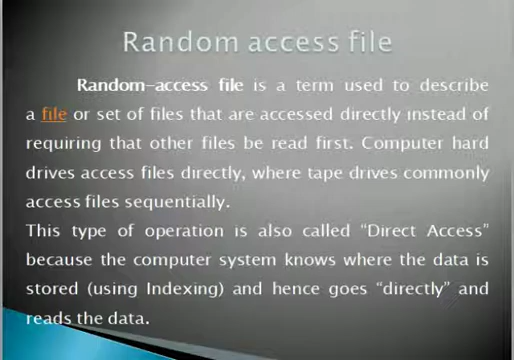 Random access file
Random-access file is a term used to describe
a file or set of files that are accessed directly instead of
requiring that other files be read first. Computer hard
drives access files directly, where tape drives commonly
access files sequentially.
This type of operation is also called “Direct Access”
because the computer system knows where the data is
stored (using Indexing) and hence goes “directly” and
reads the data.